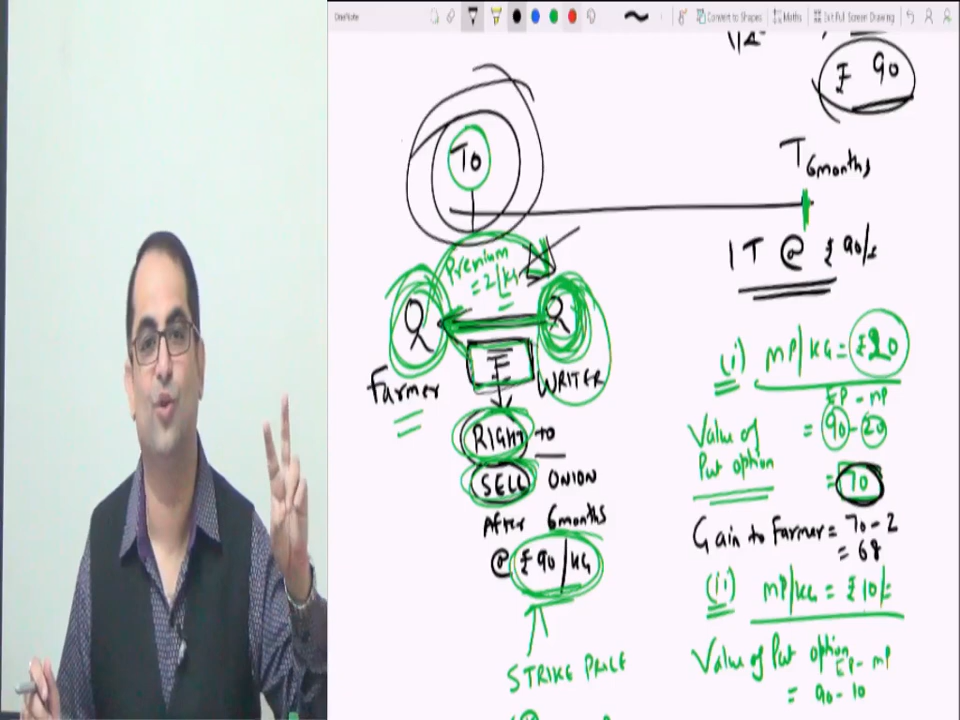 OneNote
Convert to Shapes
Maths
Exit Full Screen Drawing
₹ 90
T0
T6months
1T @ ₹90/-
Premium
= 2/KG
Farmer
WRITER
RIGHT to
SELL ONION
After 6months
@ ₹90/KG
STRIKE PRICE
(i) MP/KG = ₹20
EP - MP
Value of = 90 - 20
Put option
= 70
Gain to Farmer = 70 - 2
= 68
(ii) MP/KG = ₹10/-
Value of Put option
EP - MP
= 90 - 10